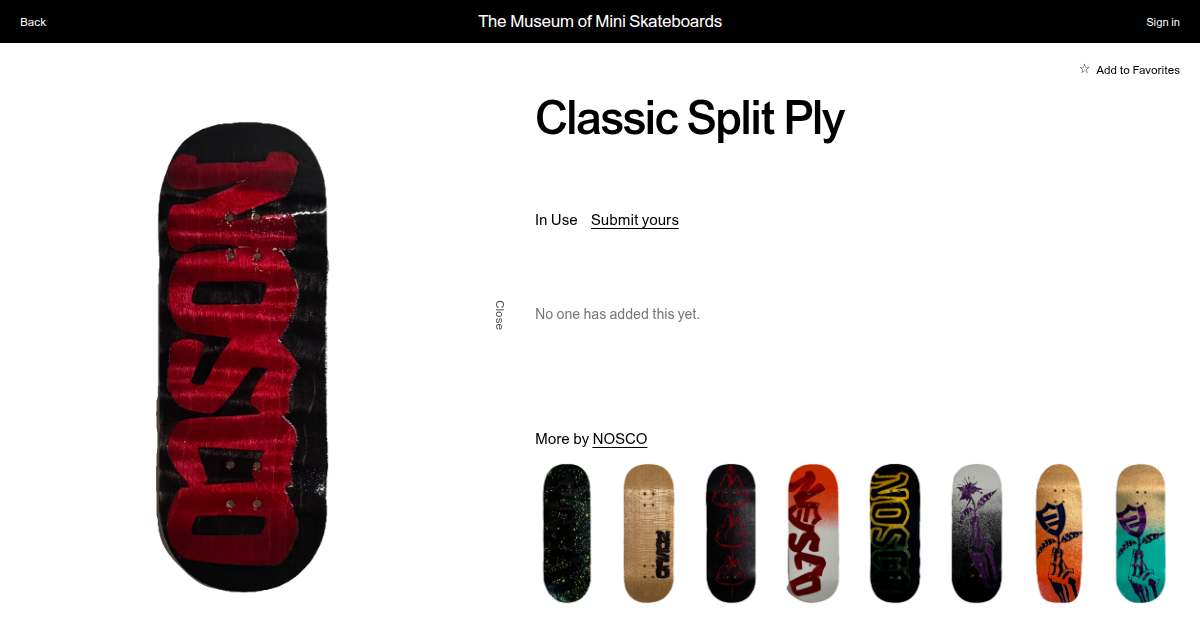 Back
The Museum of Mini Skateboards
Sign in
☆ Add to Favorites
Classic Split Ply
NOSCO
In Use Submit yours
Close
No one has added this yet.
More by NOSCO
NOSCO